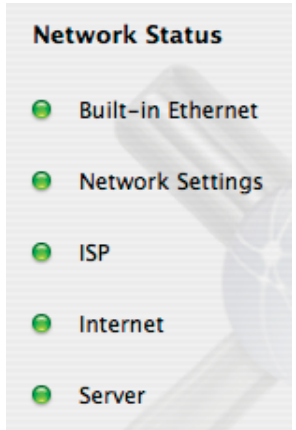 Network Status
Built-in Ethernet
Network Settings
ISP
Internet
Server